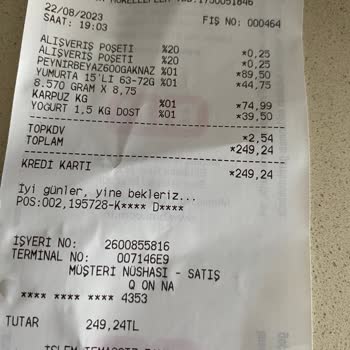 22/08/2023
SAAT: 19:03
FİŞ NO: 000464
ALIŞVERİŞ POŞETİ %20 *0,25
ALIŞVERİŞ POŞETİ %20 *0,25
PEYNIRBEYAZ600GAKNAZ %01 *89,50
YUMURTA 15'Lİ 63-72G %01 *44,75
8.570 GRAM X 8,75
KARPUZ KG %01 *74,99
YOĞURT 1,5 KG DOST %01 *39,50
TOPKDV *2,54
TOPLAM *249,24
KREDİ KARTI *249,24
İyi günler, yine bekleriz...
POS:002,195728-K**** D****
İŞYERİ NO: 2600855816
TERMINAL NO: 007146E9
MÜŞTERİ NÜSHASI - SATIŞ
Q ON NA
**** **** **** 4353
TUTAR 249,24TL